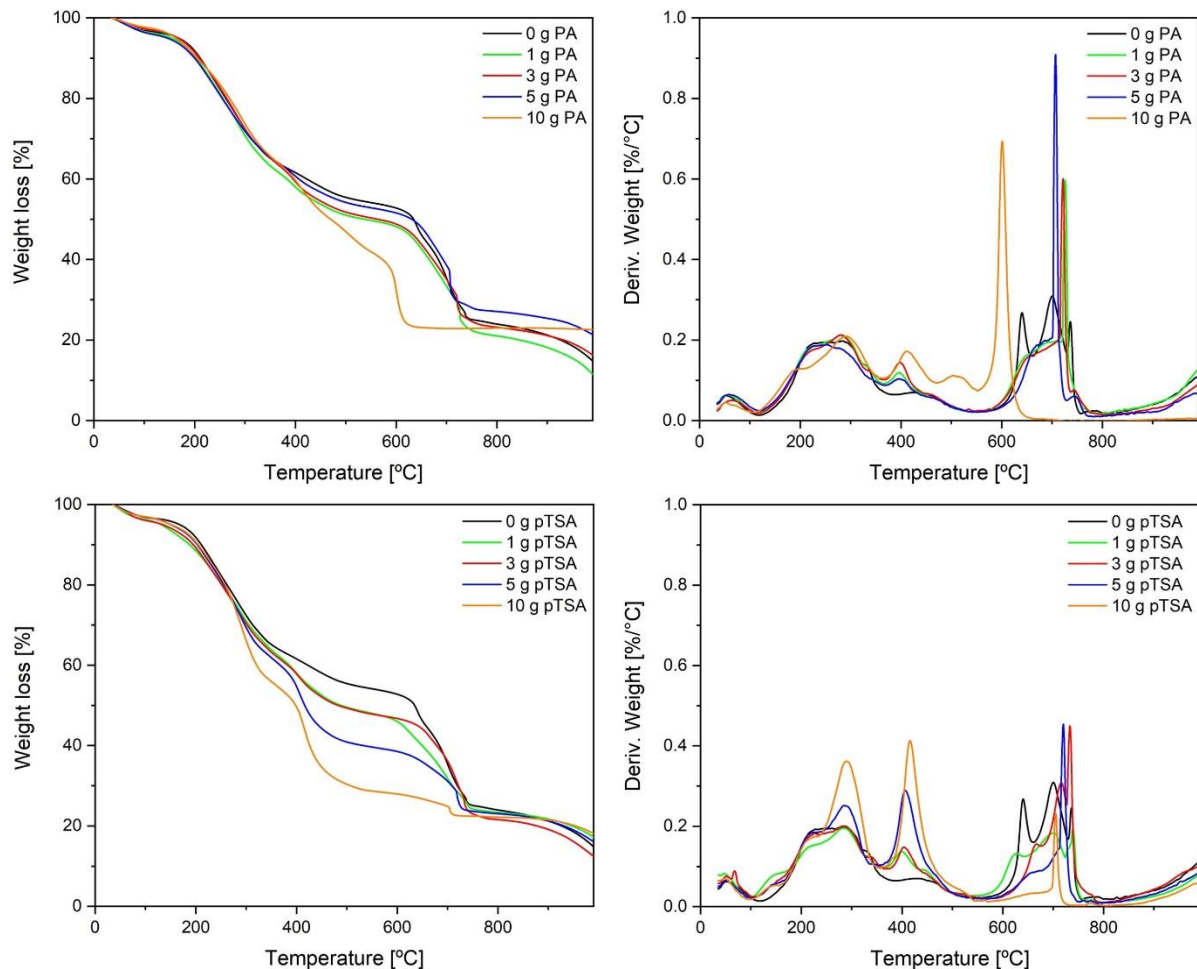 100
80
60
40
20
0
Weight loss [%]
0 200 400 600 800
Temperature [ºC]
0 g PA
1 g PA
3 g PA
5 g PA
10 g PA
1.0
0.8
0.6
0.4
0.2
0.0
Deriv. Weight [%/°C]
0 200 400 600 800
Temperature [ºC]
0 g PA
1 g PA
3 g PA
5 g PA
10 g PA
100
80
60
40
20
0
Weight loss [%]
0 200 400 600 800
Temperature [ºC]
0 g pTSA
1 g pTSA
3 g pTSA
5 g pTSA
10 g pTSA
1.0
0.8
0.6
0.4
0.2
0.0
Deriv. Weight [%/°C]
0 200 400 600 800
Temperature [ºC]
0 g pTSA
1 g pTSA
3 g pTSA
5 g pTSA
10 g pTSA